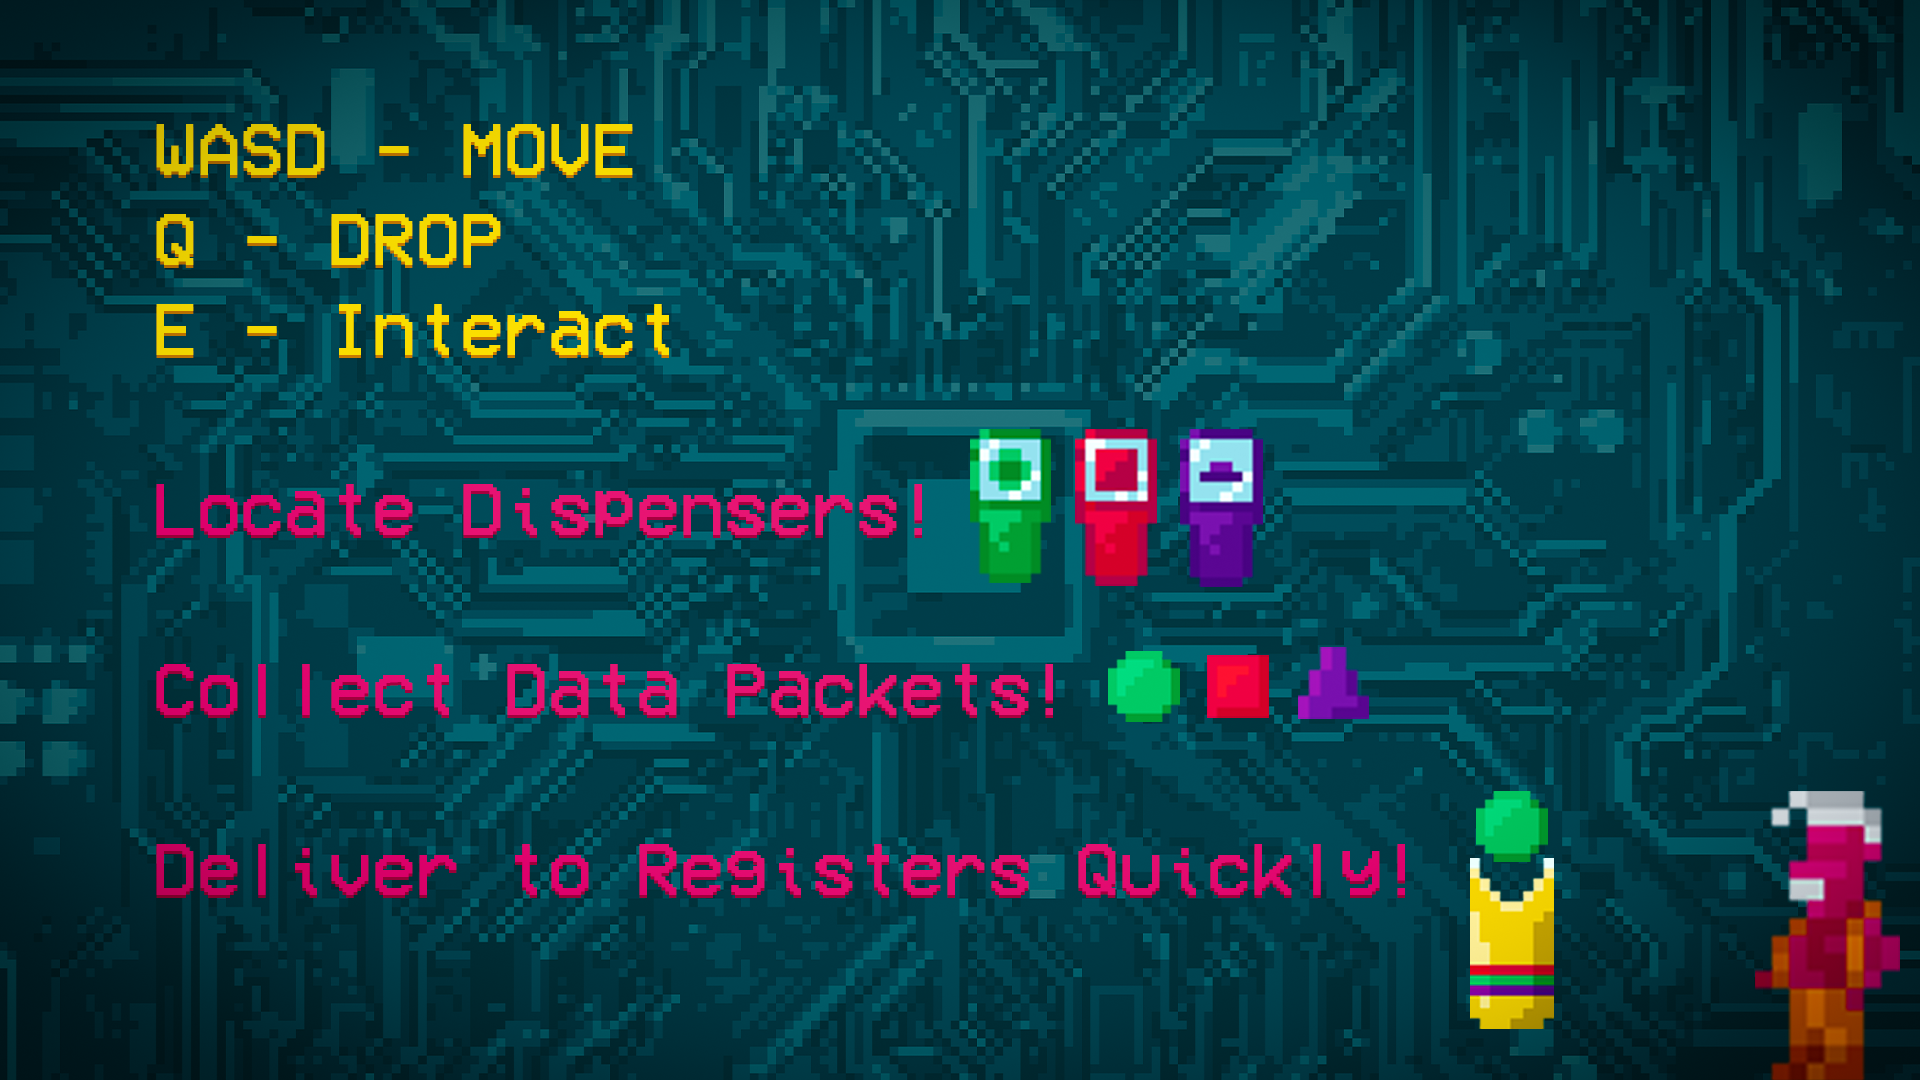 WASD - MOVE
Q - DROP
E - Interact
Locate Dispensers!
Collect Data Packets!
Deliver to Registers Quickly!